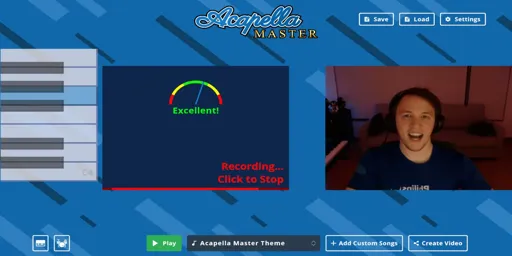 Acapella
MASTER
Save
Load
Settings
Excellent!
Recording...
Click to Stop
C4
Play
Acapella Master Theme
Add Custom Songs
Create Video